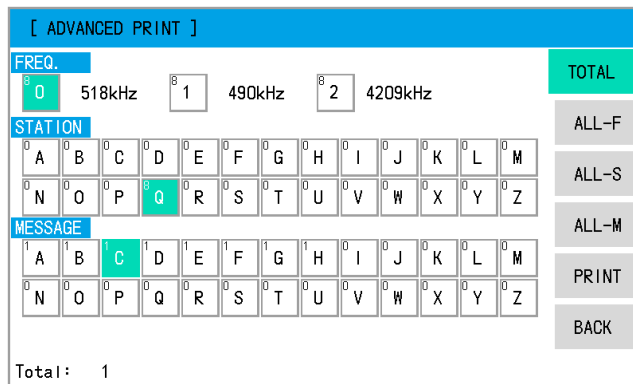 [ ADVANCED PRINT ]
FREQ.
8 0 518kHz 8 1 490kHz 8 2 4209kHz
STATION
0 A 0 B 0 C 0 D 0 E 0 F 0 G 0 H 0 I 0 J 0 K 0 L 0 M
0 N 0 O 0 P 8 Q 0 R 0 S 0 T 0 U 0 V 0 W 0 X 0 Y 0 Z
MESSAGE
1 A 1 B 1 C 1 D 1 E 1 F 1 G 1 H 0 I 0 J 0 K 0 L 0 M
0 N 0 O 0 P 0 Q 0 R 0 S 0 T 0 U 0 V 0 W 0 X 0 Y 0 Z
Total: 1
TOTAL
ALL-F
ALL-S
ALL-M
PRINT
BACK